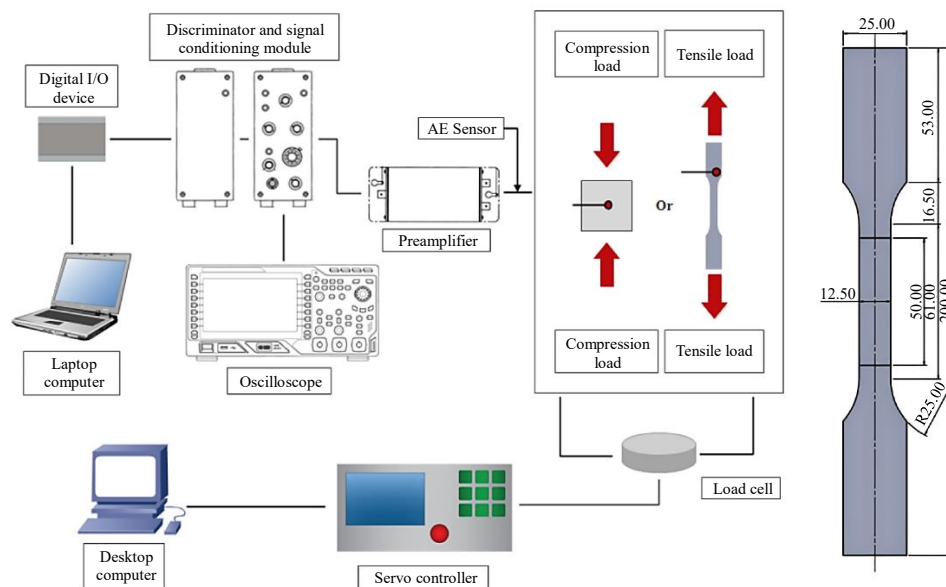 Discriminator and signal
conditioning module
Digital I/O
device
Compression
load
Tensile load
AE Sensor
Or
Preamplifier
Laptop
computer
Oscilloscope
Compression
load
Tensile load
Load cell
Desktop
computer
Servo controller
25.00
53.00
16.50
12.50
50.00
61.00
200.00
R25.00